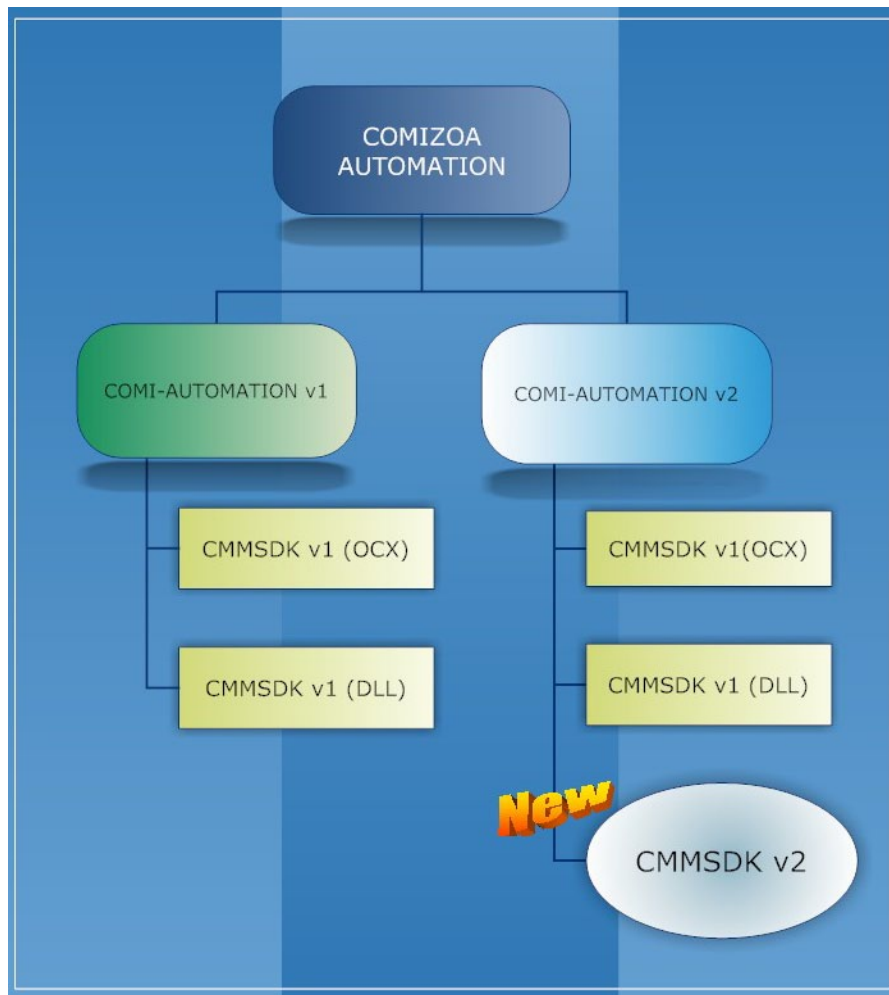 COMIZOA
AUTOMATION
COMI-AUTOMATION v1
COMI-AUTOMATION v2
CMMSDK v1 (OCX)
CMMSDK v1(OCX)
CMMSDK v1 (DLL)
CMMSDK v1 (DLL)
New
CMMSDK v2